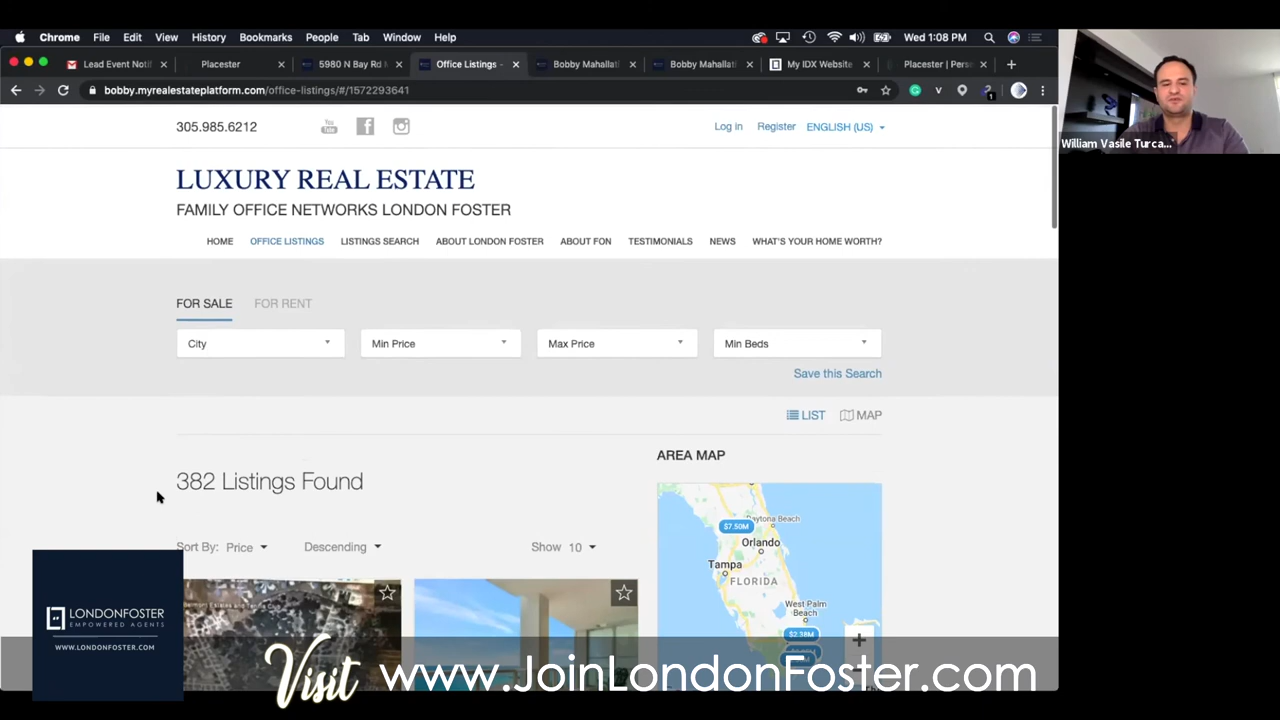 Chrome File Edit View History Bookmarks People Tab Window Help Wed 1:08 PM
Lead Event Notif
Placester
5980 N Bay Rd
Office Listings -
Bobby Mahallati
Bobby Mahallati
My IDX Website
Placester | Pers
bobby.myrealestateplatform.com/office-listings/#/1572293641
William Vasile Turca...
305.985.6212
You Tube
Log in Register ENGLISH (US)
LUXURY REAL ESTATE
FAMILY OFFICE NETWORKS LONDON FOSTER
HOME OFFICE LISTINGS LISTINGS SEARCH ABOUT LONDON FOSTER ABOUT FON TESTIMONIALS NEWS WHAT'S YOUR HOME WORTH?
FOR SALE FOR RENT
City Min Price Max Price Min Beds
Save this Search
LIST MAP
382 Listings Found
AREA MAP
Sort By: Price Descending Show 10
$7.50M
Daytona Beach
Orlando
Tampa
FLORIDA
West Palm Beach
$2.38M
LONDONFOSTER
EMPOWERED AGENTS
WWW.LONDONFOSTER.COM
Visit www.JoinLondonFoster.com